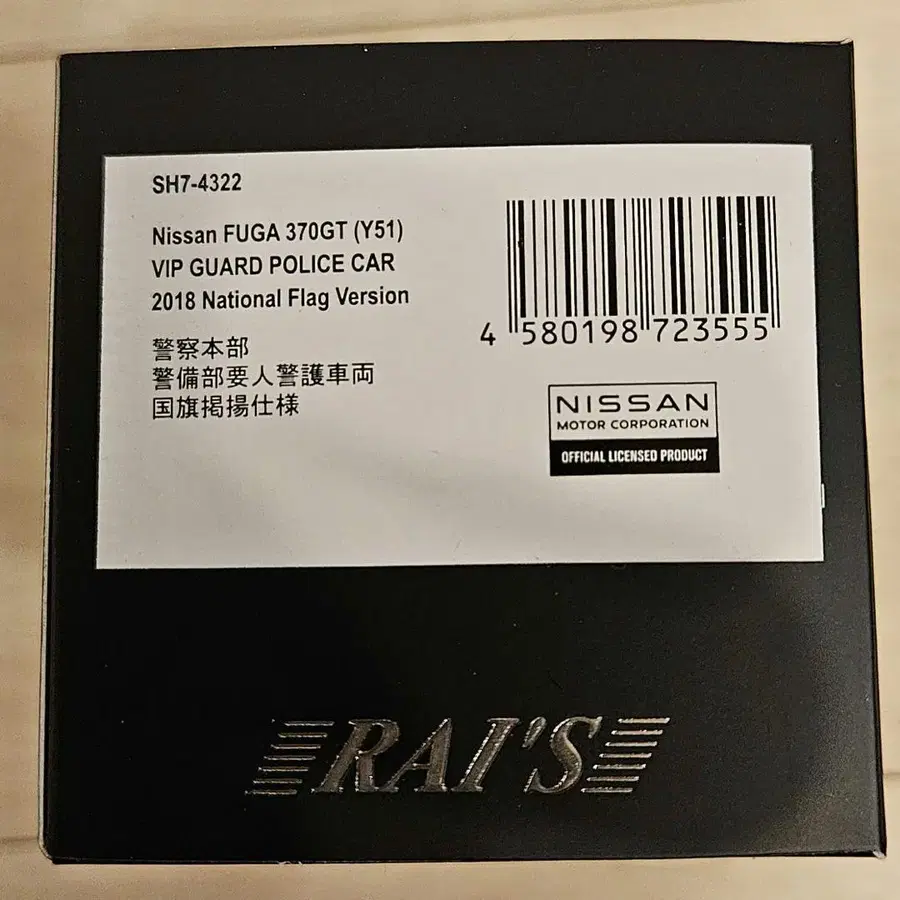 SH7-4322
Nissan FUGA 370GT (Y51)
VIP GUARD POLICE CAR
2018 National Flag Version
警察本部
警備部要人警護車両
国旗掲揚仕様
4 580198 723555
NISSAN
MOTOR CORPORATION
OFFICIAL LICENSED PRODUCT
RAI'S